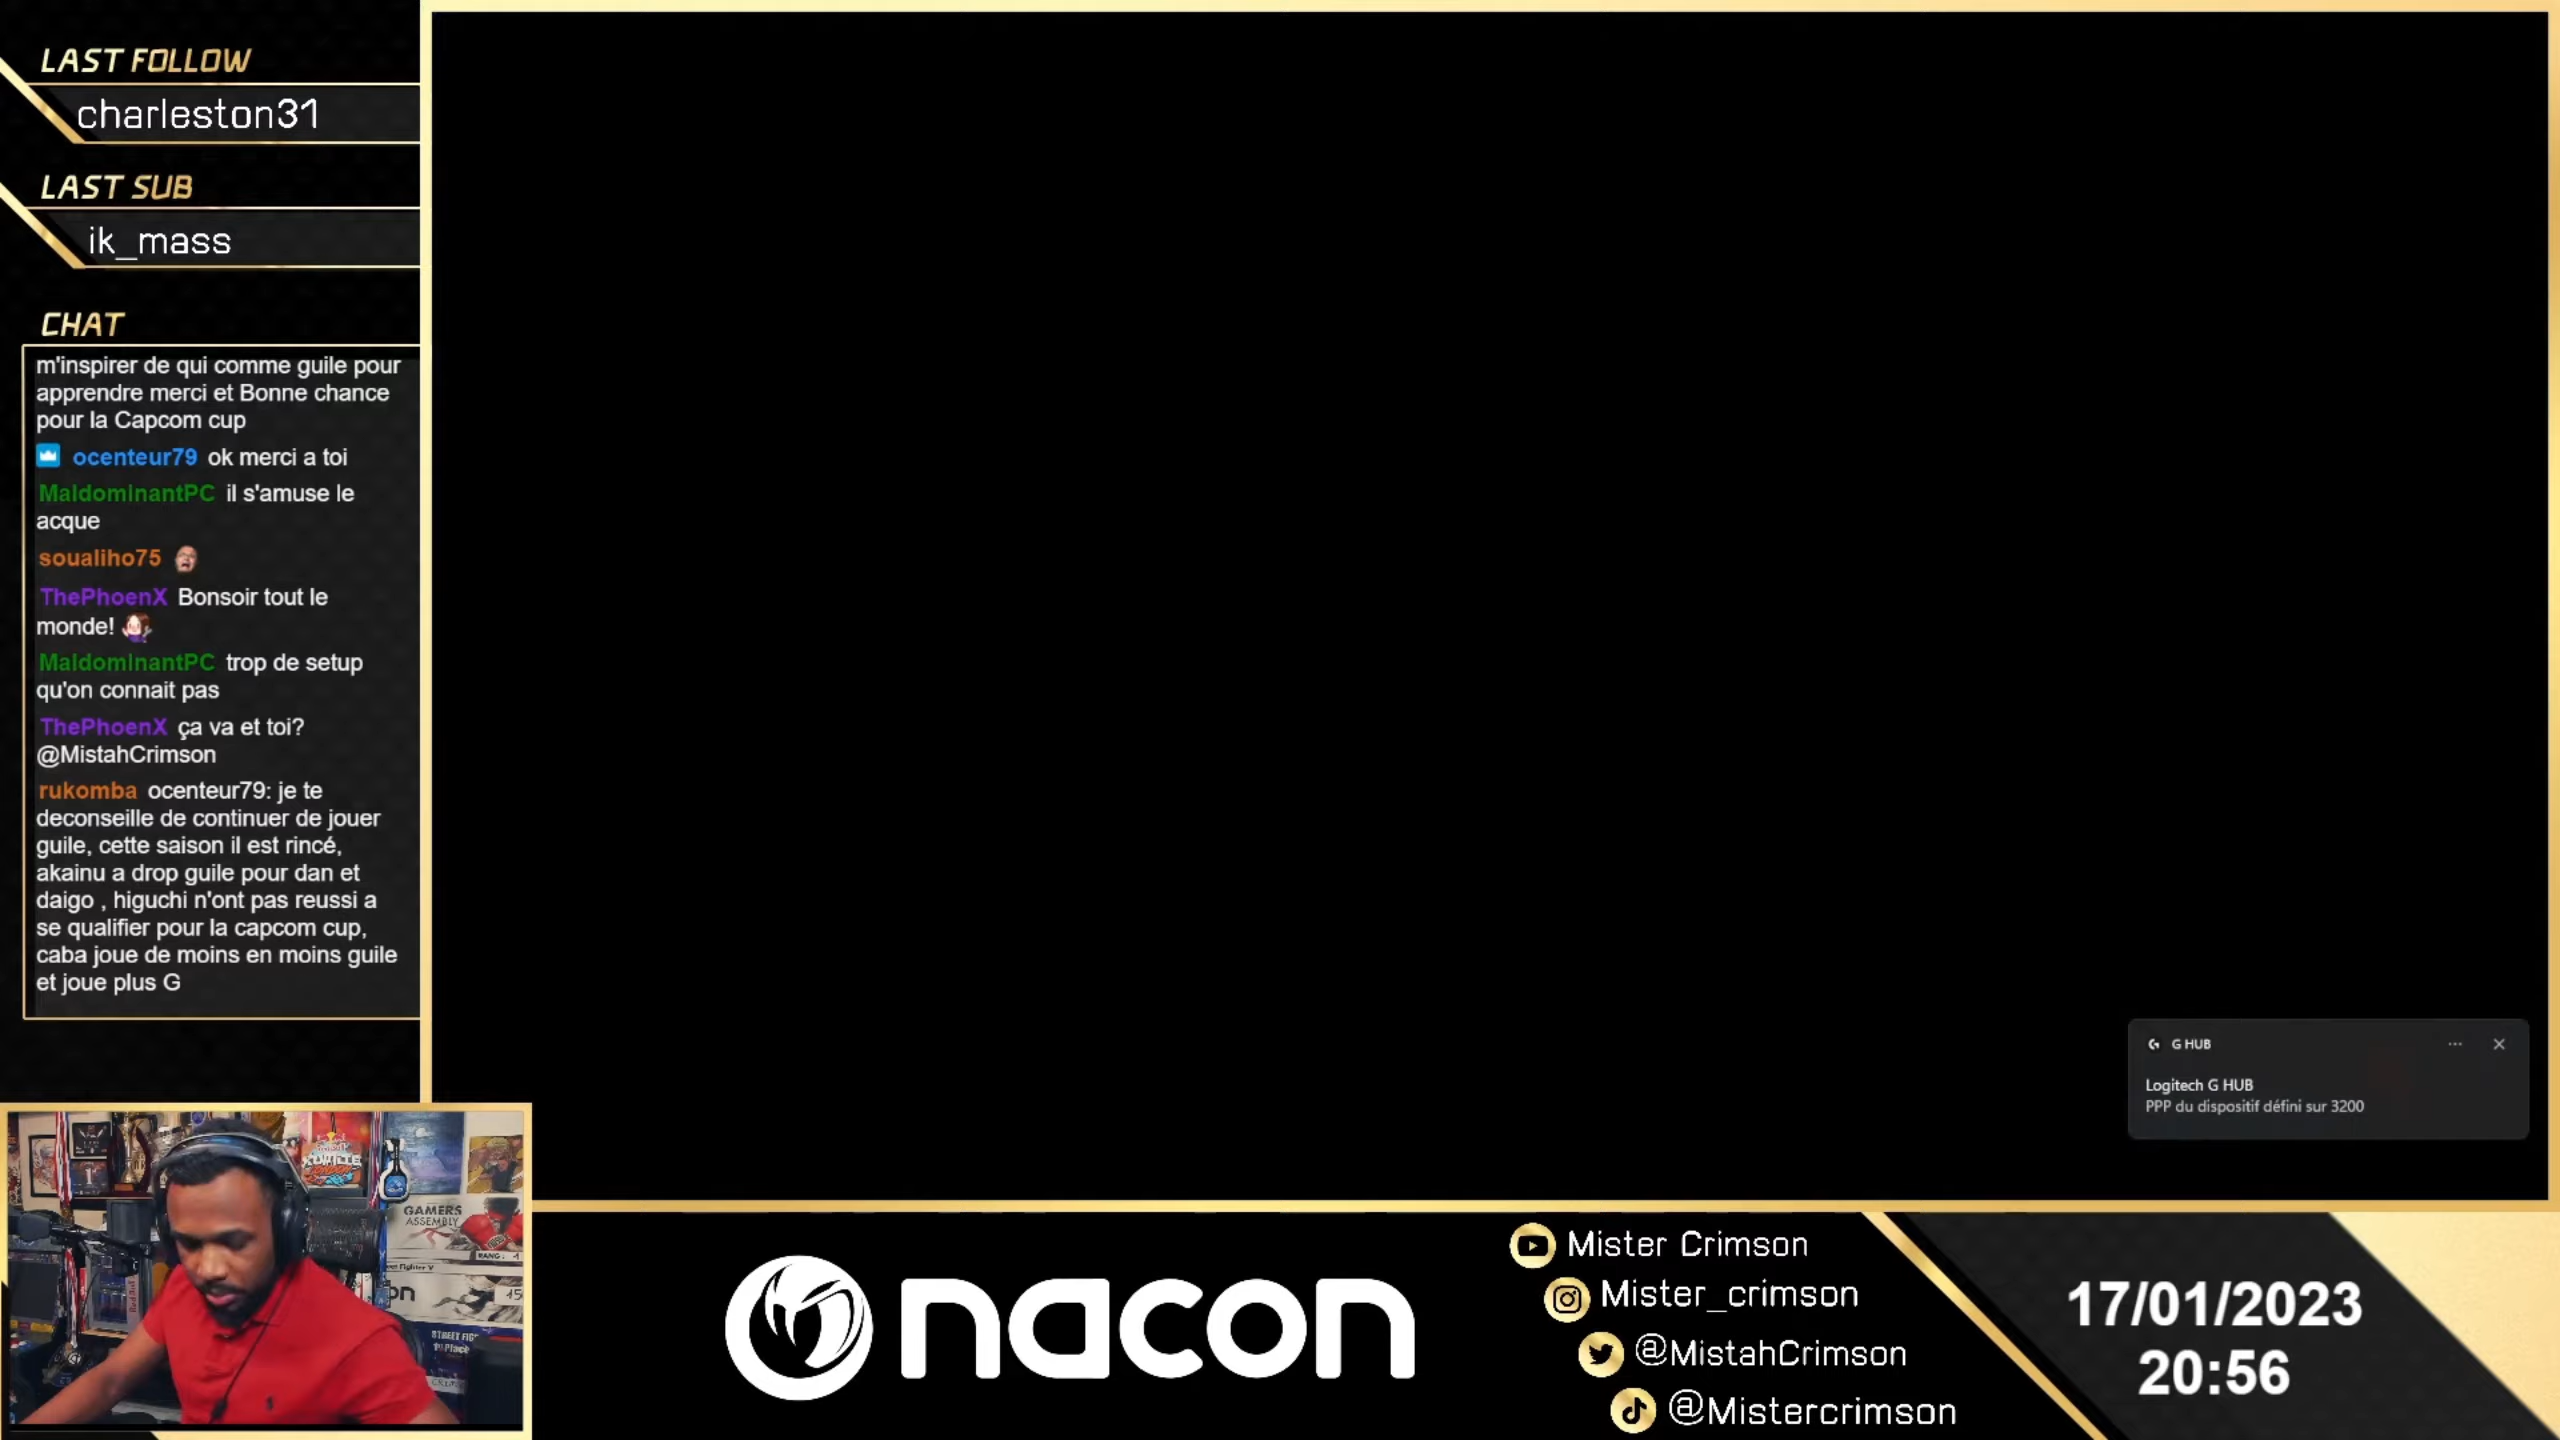 LAST FOLLOW
charleston31
LAST SUB
ik_mass
CHAT
m'inspirer de qui comme guile pour
apprendre merci et Bonne chance
pour la Capcom cup
ocenteur79 ok merci a toi
MaldominantPC il s'amuse le
acque
soualiho75
ThePhoenX Bonsoir tout le
monde!
MaldominantPC trop de setup
qu'on connait pas
ThePhoenX ça va et toi?
@MistahCrimson
rukomba ocenteur79: je te
deconseille de continuer de jouer
guile, cette saison il est rincé,
akainu a drop guile pour dan et
daigo , higuchi n'ont pas reussi a
se qualifier pour la capcom cup,
caba joue de moins en moins guile
et joue plus G
G HUB
Logitech G HUB
PPP du dispositif défini sur 3200
GAMERS
ASSEMBLY
nacon
Mister Crimson
Mister_crimson
@MistahCrimson
@Mistercrimson
17/01/2023
20:56